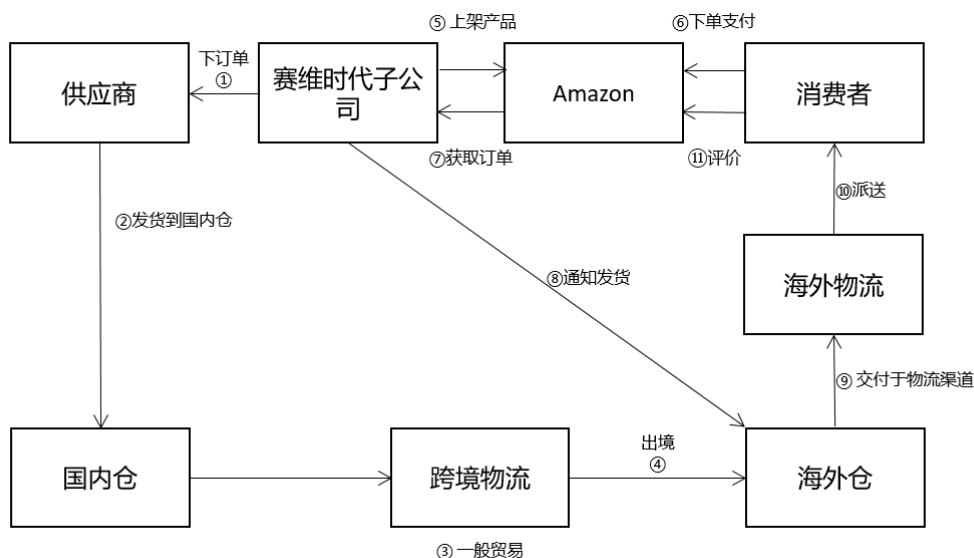 ⑤ 上架产品
⑥下单支付
下订单
①
供应商
赛维时代子公
司
Amazon
消费者
⑦获取订单
⑪评价
⑩派送
②发货到国内仓
⑧通知发货
海外物流
⑨ 交付于物流渠道
出境
④
国内仓
跨境物流
海外仓
③ 一般贸易